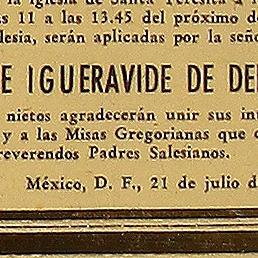 la iglesia de Santa Teresita
las 11 a las 13.45 del próximo de
lesia, serán aplicadas por la seño
E IGUERAVIDE DE DE
nietos agradecerán unir sus in
y a las Misas Gregorianas que
reverendos Padres Salesianos.
México, D. F., 21 de julio d